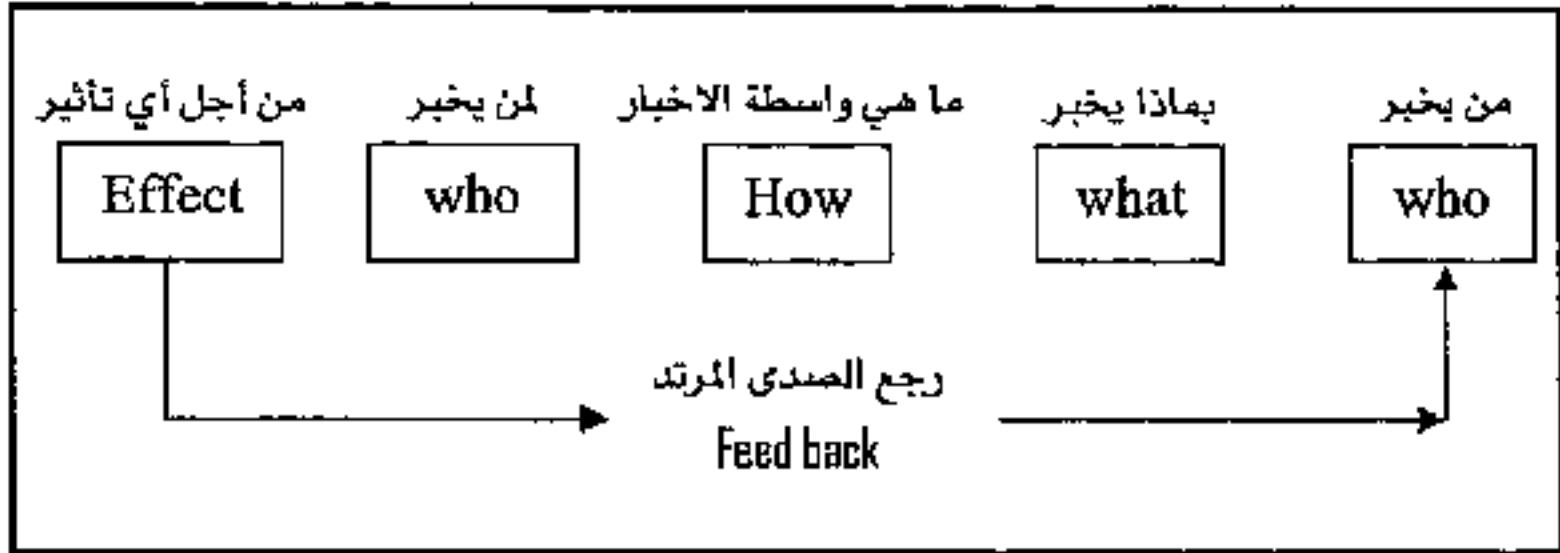 من يخبر
بماذا يخبر
ما هي واسطة الاخبار
لمن يخبر
من أجل أي تأثير
who
what
How
who
Effect
رجع الصدى المرتد
Feed back